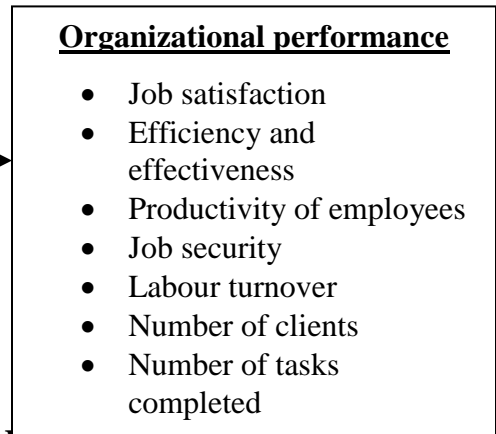 Organizational performance
• Job satisfaction
• Efficiency and
effectiveness
• Productivity of employees
• Job security
• Labour turnover
• Number of clients
• Number of tasks
completed